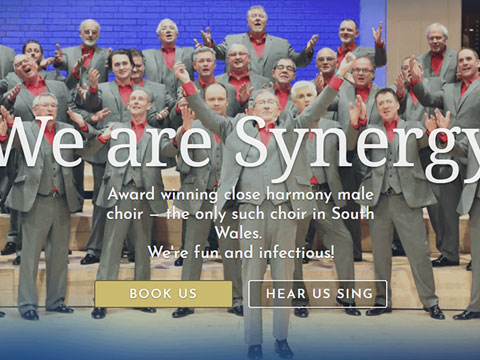 We are Synergy
Award winning close harmony male
choir — the only such choir in South
Wales.
We're fun and infectious!
BOOK US
HEAR US SING